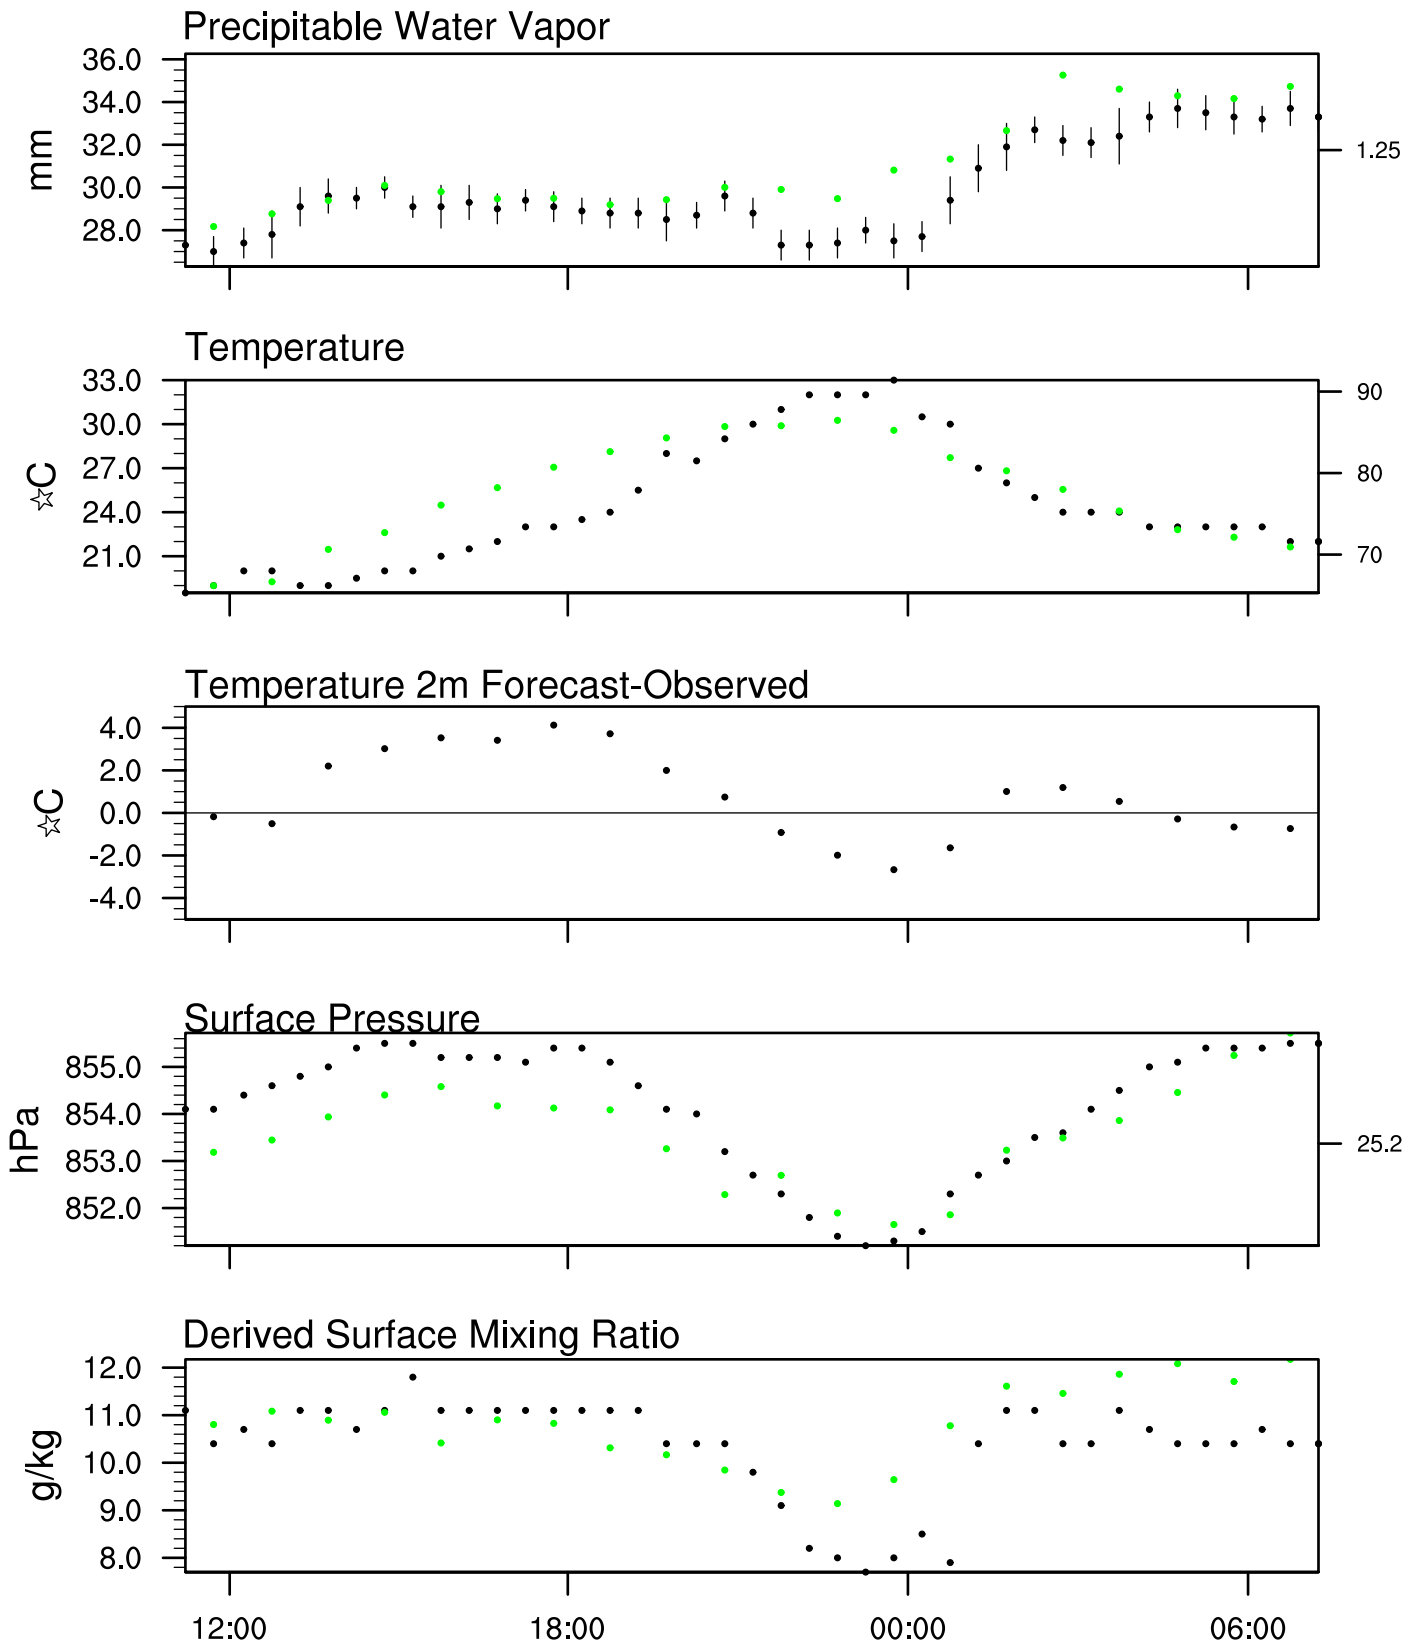 Precipitable Water Vapor
36.0
34.0
32.0
30.0
28.0
mm
1.25
Temperature
33.0
30.0
27.0
24.0
21.0
☆C
90
80
70
Temperature 2m Forecast-Observed
4.0
2.0
0.0
-2.0
-4.0
☆C
Surface Pressure
855.0
854.0
853.0
852.0
hPa
25.2
Derived Surface Mixing Ratio
12.0
11.0
10.0
9.0
8.0
g/kg
12:00 18:00 00:00 06:00